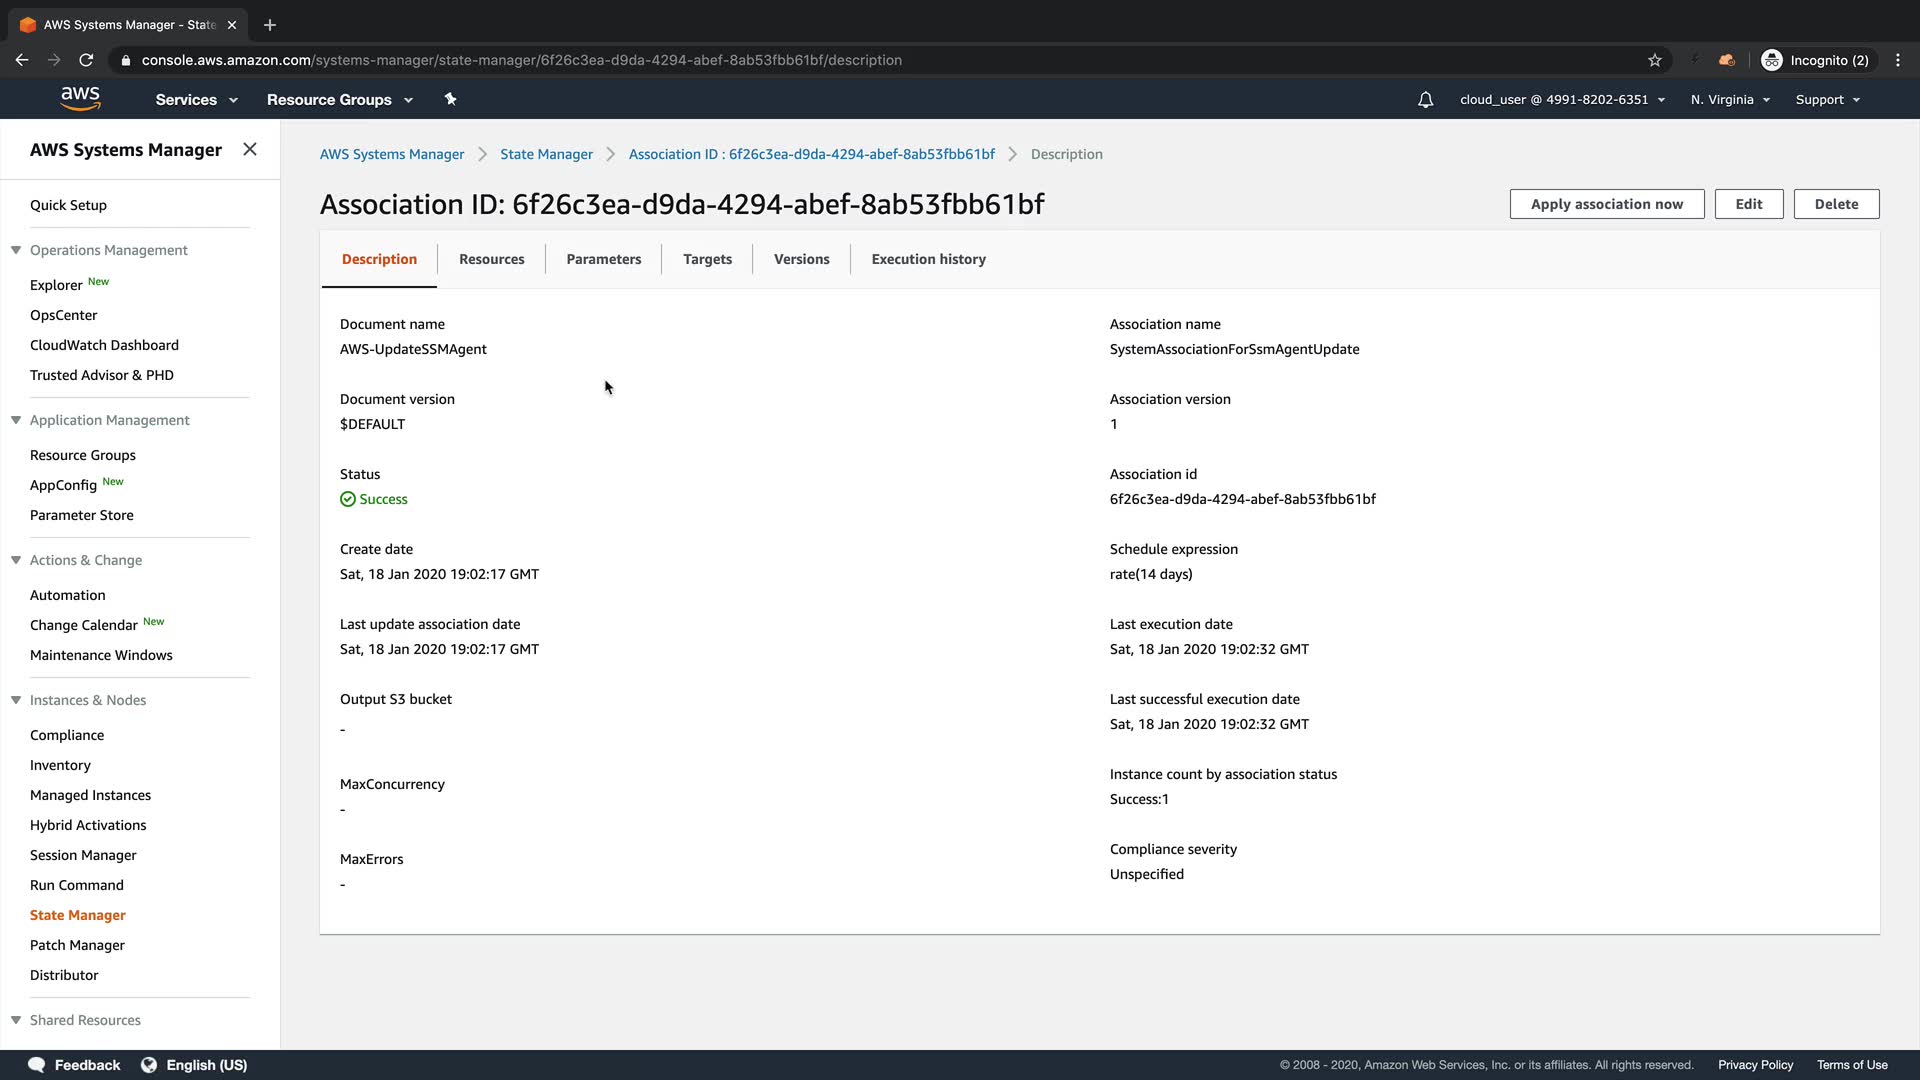 AWS Systems Manager - State
console.aws.amazon.com/systems-manager/state-manager/6f26c3ea-d9da-4294-abef-8ab53fbb61bf/description
Incognito (2)
aws
Services
Resource Groups
cloud_user @ 4991-8202-6351
N. Virginia
Support
AWS Systems Manager
Quick Setup
Operations Management
Explorer New
OpsCenter
CloudWatch Dashboard
Trusted Advisor & PHD
Application Management
Resource Groups
AppConfig New
Parameter Store
Actions & Change
Automation
Change Calendar New
Maintenance Windows
Instances & Nodes
Compliance
Inventory
Managed Instances
Hybrid Activations
Session Manager
Run Command
State Manager
Patch Manager
Distributor
Shared Resources
AWS Systems Manager
State Manager
Association ID : 6f26c3ea-d9da-4294-abef-8ab53fbb61bf
Description
Association ID: 6f26c3ea-d9da-4294-abef-8ab53fbb61bf
Apply association now
Edit
Delete
Description
Resources
Parameters
Targets
Versions
Execution history
Document name
AWS-UpdateSSMAgent
Document version
$DEFAULT
Status
Success
Create date
Sat, 18 Jan 2020 19:02:17 GMT
Last update association date
Sat, 18 Jan 2020 19:02:17 GMT
Output S3 bucket
-
MaxConcurrency
-
MaxErrors
-
Association name
SystemAssociationForSsmAgentUpdate
Association version
1
Association id
6f26c3ea-d9da-4294-abef-8ab53fbb61bf
Schedule expression
rate(14 days)
Last execution date
Sat, 18 Jan 2020 19:02:32 GMT
Last successful execution date
Sat, 18 Jan 2020 19:02:32 GMT
Instance count by association status
Success:1
Compliance severity
Unspecified
Feedback
English (US)
© 2008 - 2020, Amazon Web Services, Inc. or its affiliates. All rights reserved.
Privacy Policy
Terms of Use